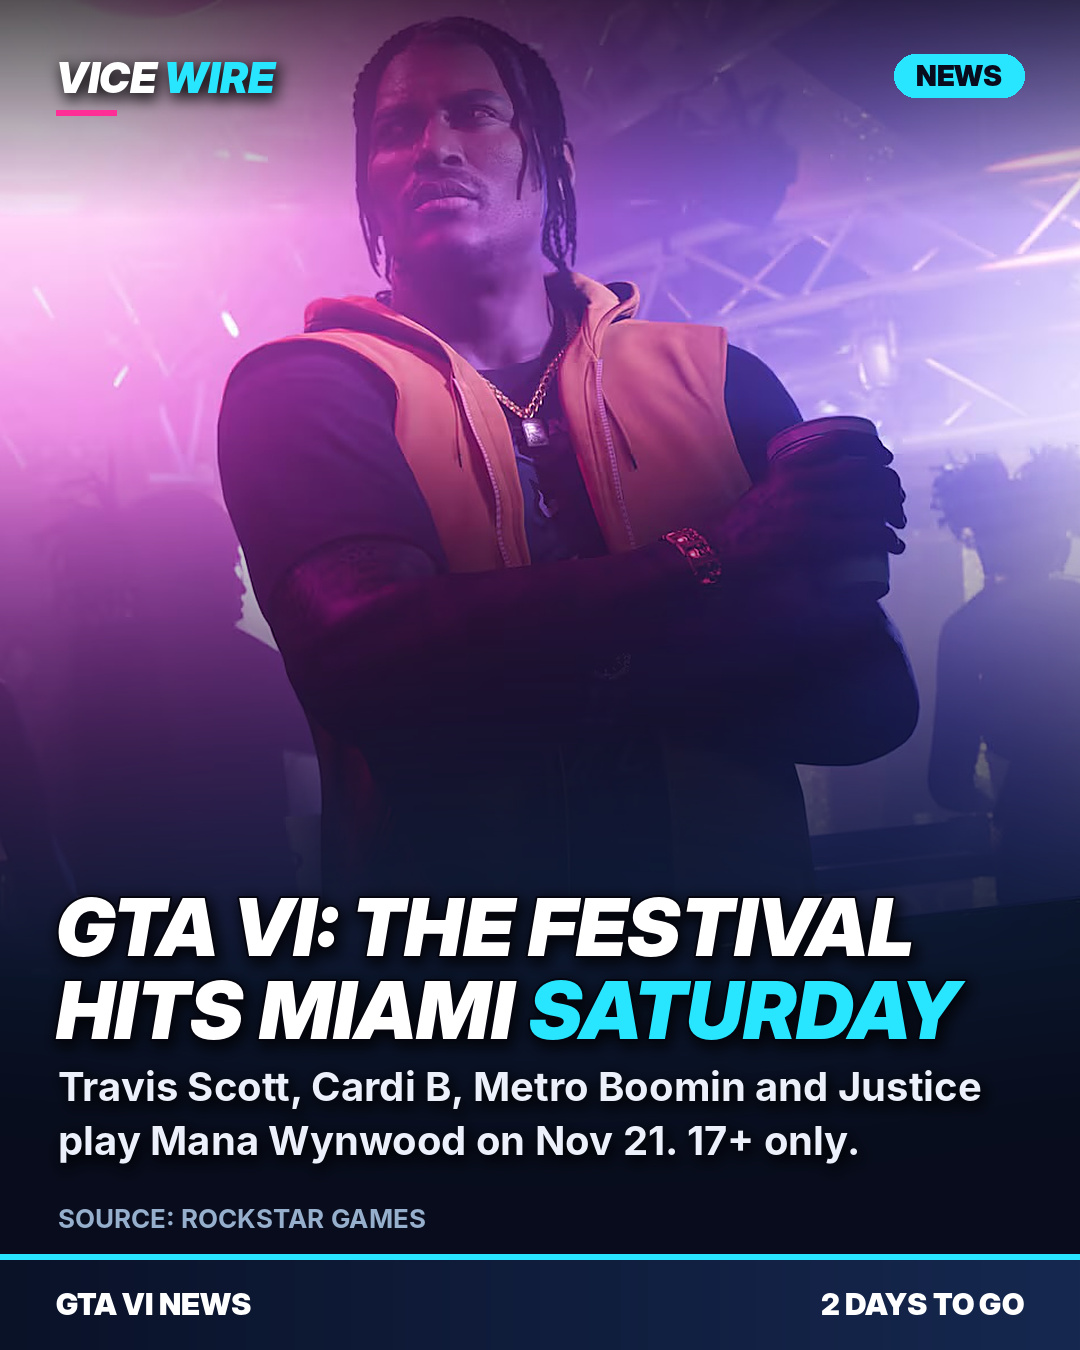 VICE WIRE
NEWS
GTA VI: THE FESTIVAL
HITS MIAMI SATURDAY
Travis Scott, Cardi B, Metro Boomin and Justice
play Mana Wynwood on Nov 21. 17+ only.
SOURCE: ROCKSTAR GAMES
GTA VI NEWS
2 DAYS TO GO